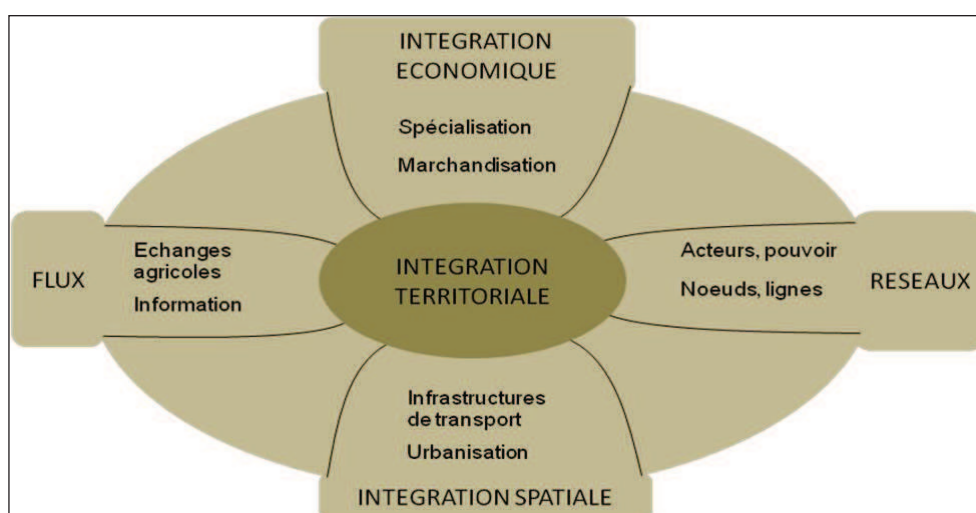 INTEGRATION
ECONOMIQUE
Spécialisation
Marchandisation
FLUX
Echanges
agricoles
Information
INTEGRATION
TERRITORIALE
Acteurs, pouvoir
Noeuds, lignes
RESEAUX
Infrastructures
de transport
Urbanisation
INTEGRATION SPATIALE